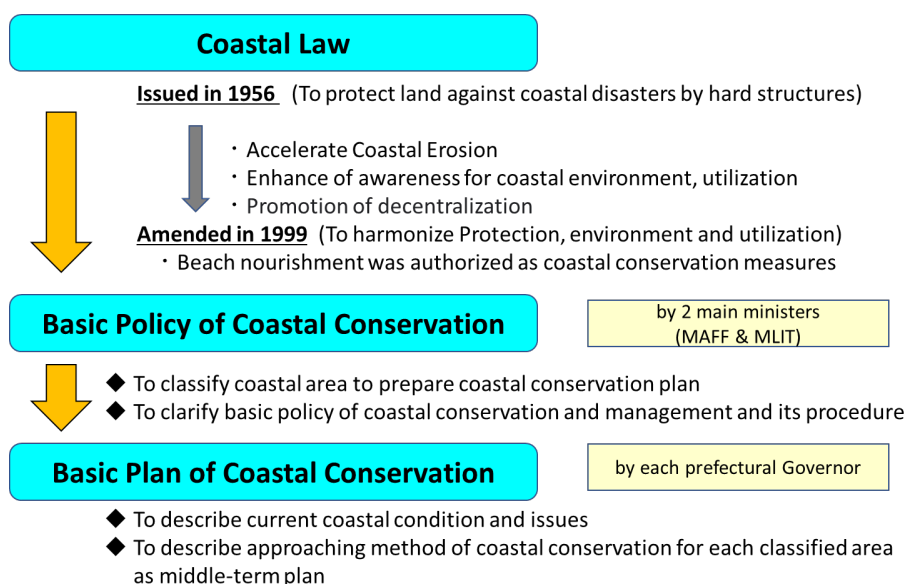 Coastal Law
Issued in 1956 (To protect land against coastal disasters by hard structures)
・Accelerate Coastal Erosion
・Enhance of awareness for coastal environment, utilization
・Promotion of decentralization
Amended in 1999 (To harmonize Protection, environment and utilization)
・Beach nourishment was authorized as coastal conservation measures
Basic Policy of Coastal Conservation
by 2 main ministers
(MAFF & MLIT)
◆ To classify coastal area to prepare coastal conservation plan
◆ To clarify basic policy of coastal conservation and management and its procedure
Basic Plan of Coastal Conservation
by each prefectural Governor
◆ To describe current coastal condition and issues
◆ To describe approaching method of coastal conservation for each classified area
as middle-term plan